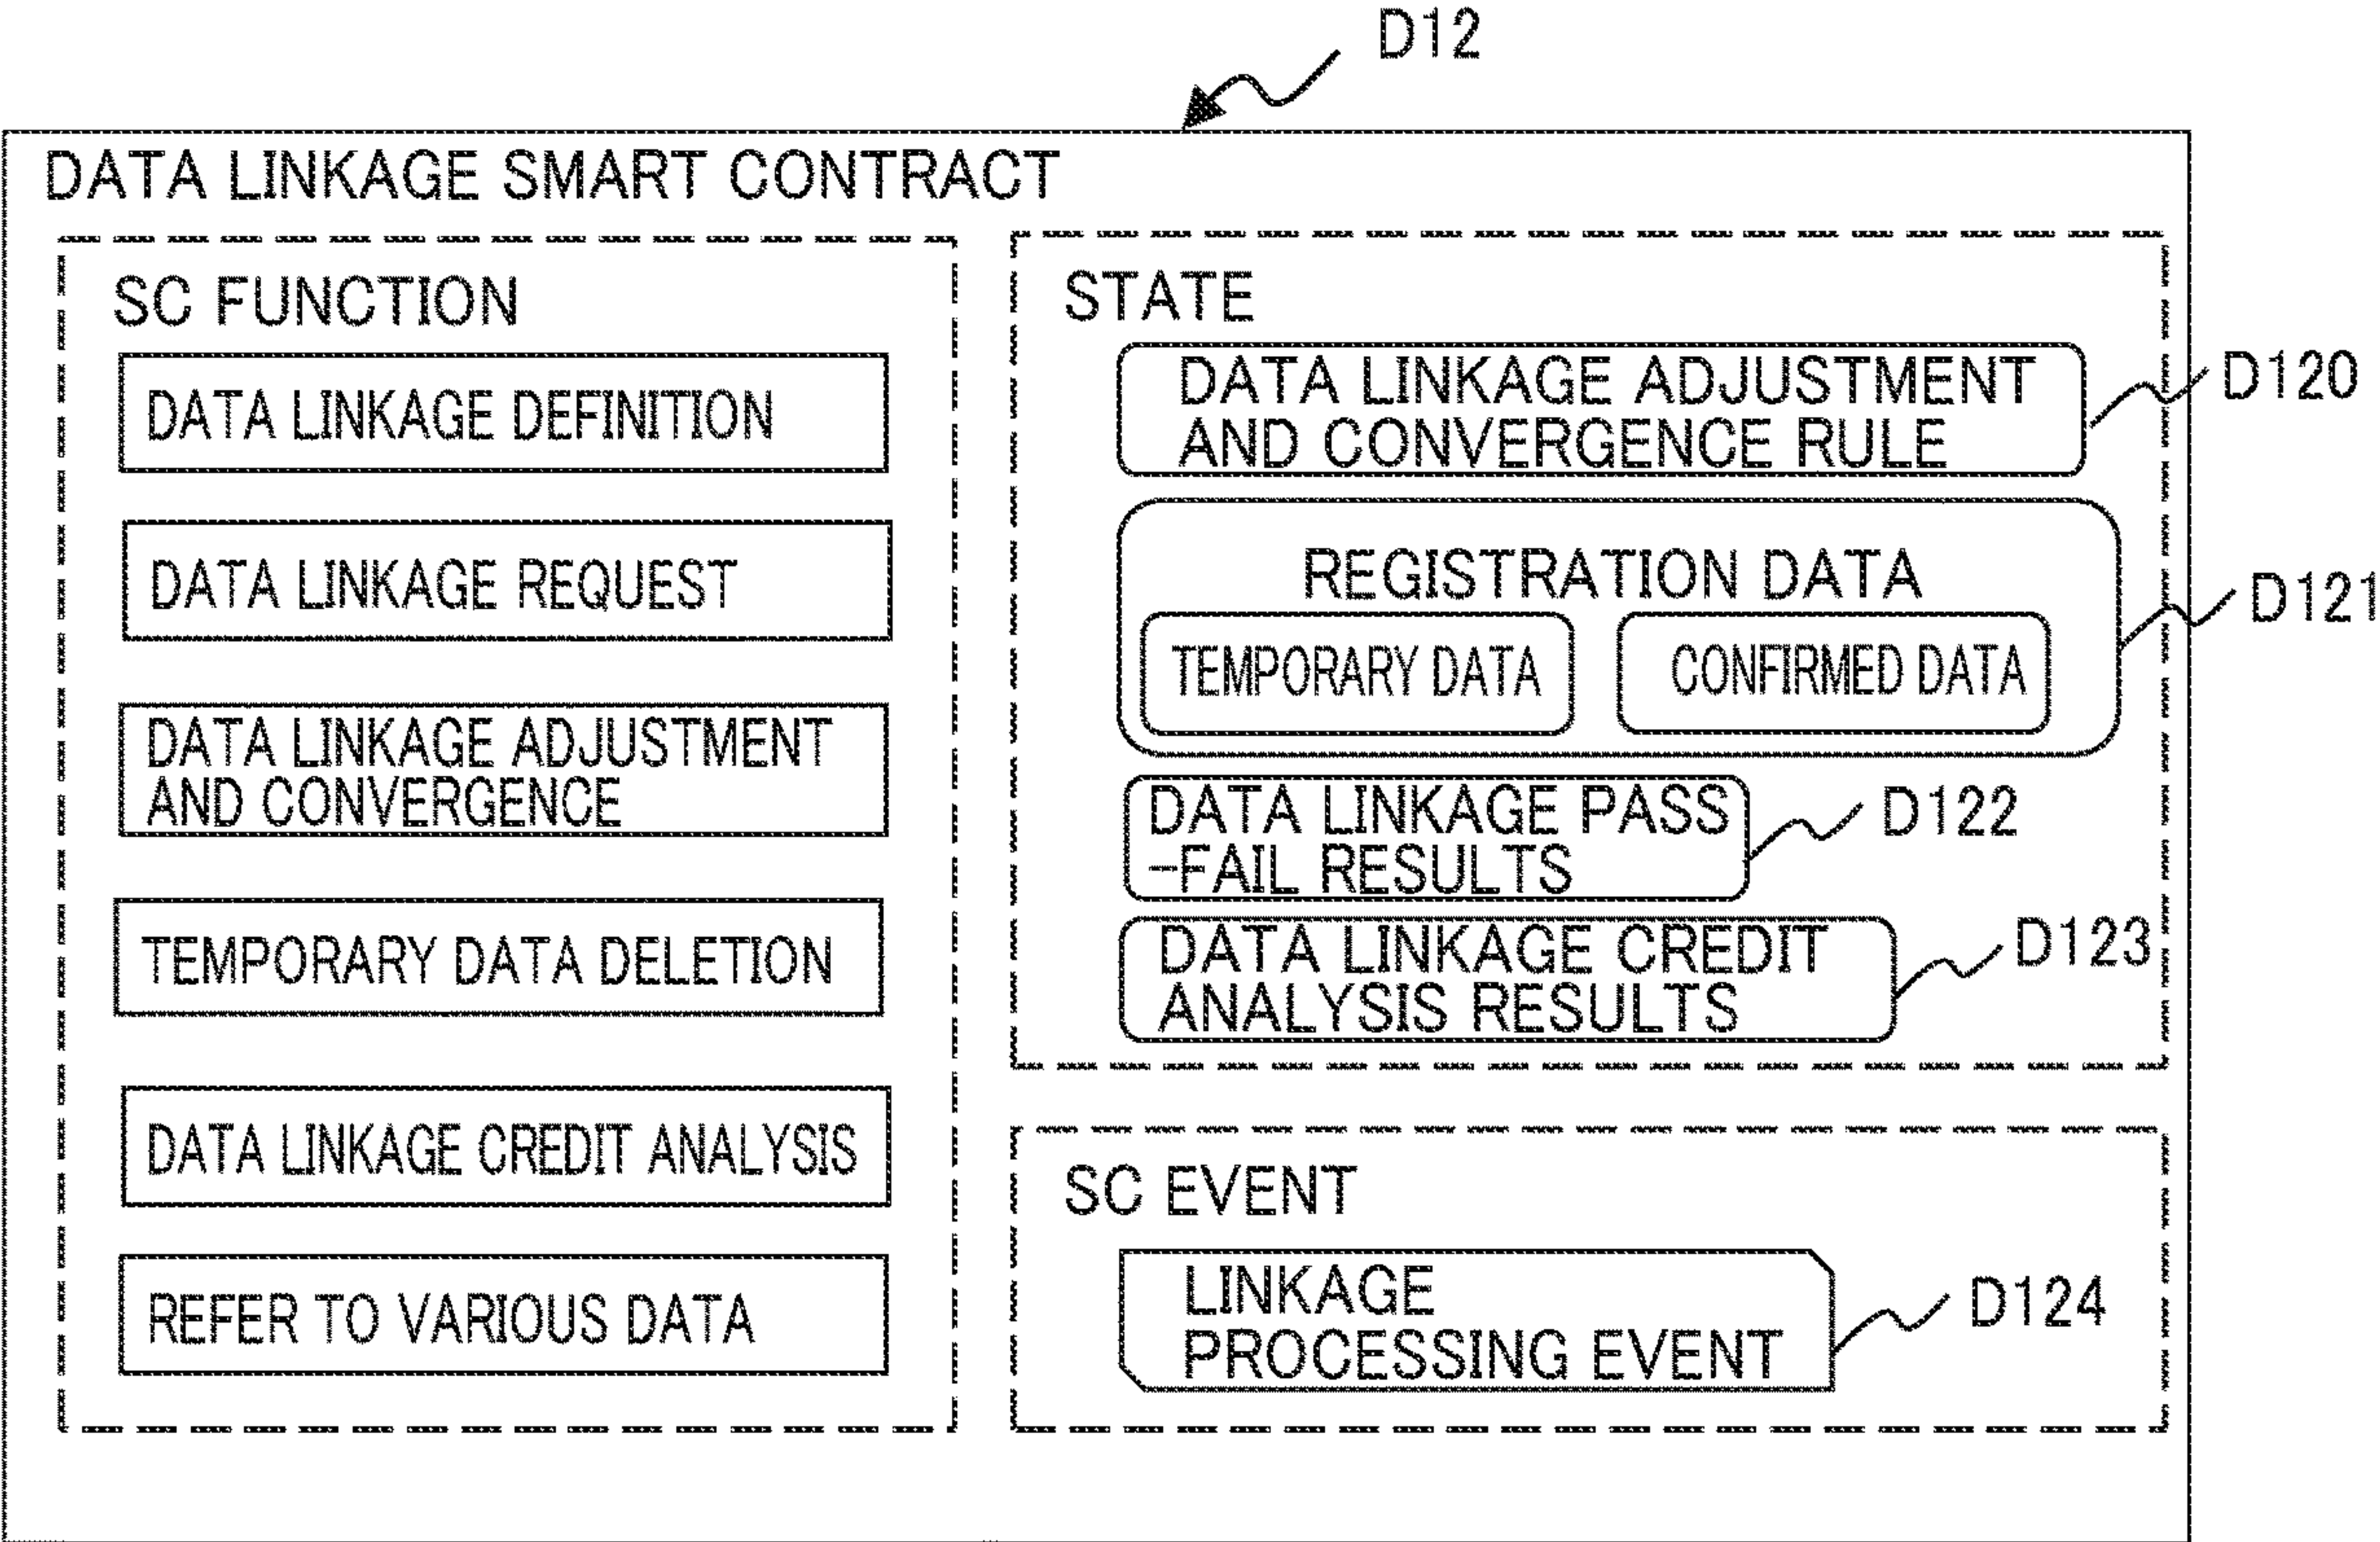 D12
DATA LINKAGE SMART CONTRACT
SC FUNCTION
DATA LINKAGE DEFINITION
DATA LINKAGE REQUEST
DATA LINKAGE ADJUSTMENT
AND CONVERGENCE
TEMPORARY DATA DELETION
DATA LINKAGE CREDIT ANALYSIS
REFER TO VARIOUS DATA
STATE
DATA LINKAGE ADJUSTMENT
AND CONVERGENCE RULE
D120
REGISTRATION DATA
TEMPORARY DATA
CONFIRMED DATA
D121
DATA LINKAGE PASS
-FAIL RESULTS
D122
DATA LINKAGE CREDIT
ANALYSIS RESULTS
D123
SC EVENT
LINKAGE
PROCESSING EVENT
D124